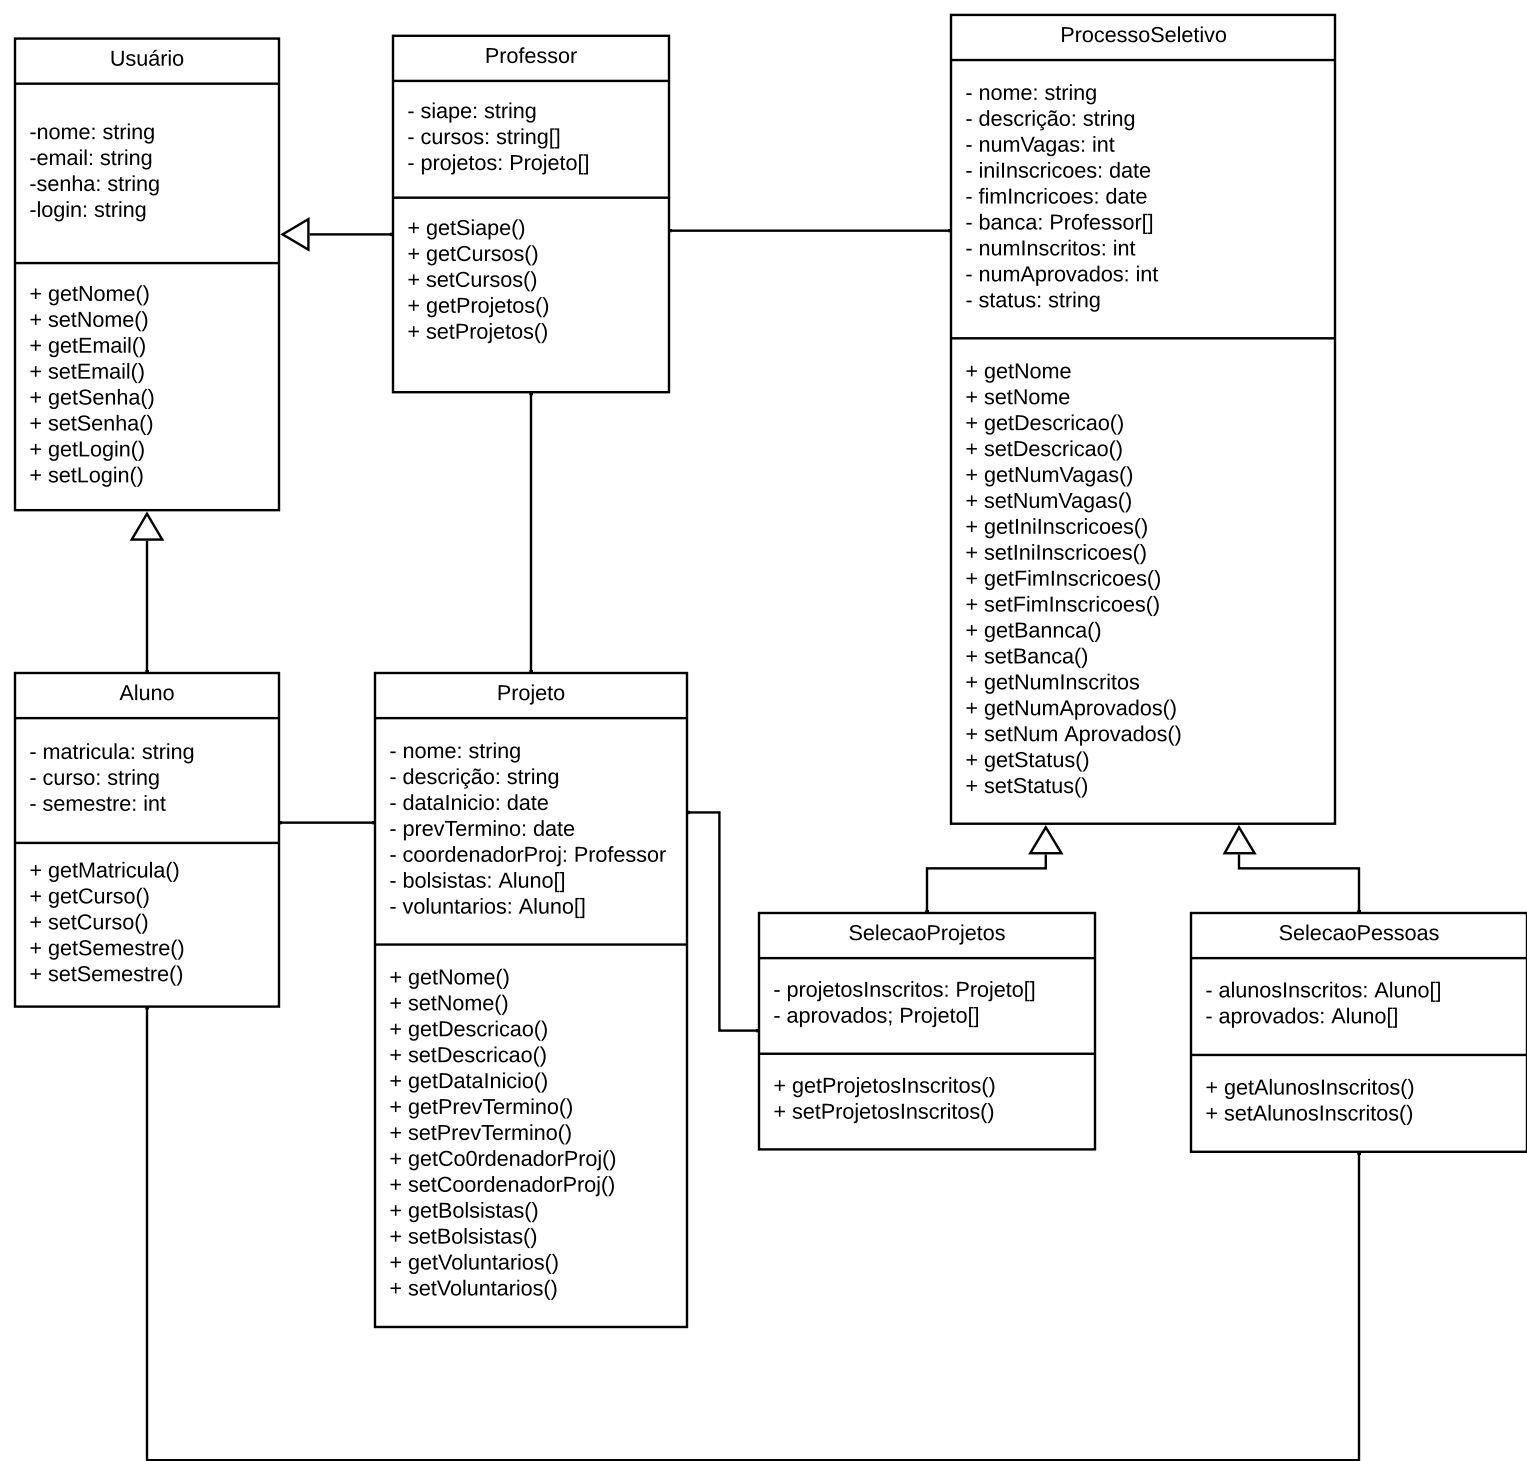 Usuário
-nome: string
-email: string
-senha: string
-login: string
+ getNome()
+ setNome()
+ getEmail()
+ setEmail()
+ getSenha()
+ setSenha()
+ getLogin()
+ setLogin()
Professor
- siape: string
- cursos: string[]
- projetos: Projeto[]
+ getSiape()
+ getCursos()
+ setCursos()
+ getProjetos()
+ setProjetos()
ProcessoSeletivo
- nome: string
- descrição: string
- numVagas: int
- iniInscricoes: date
- fimIncricoes: date
- banca: Professor[]
- numInscritos: int
- numAprovados: int
- status: string
+ getNome
+ setNome
+ getDescricao()
+ setDescricao()
+ getNumVagas()
+ setNumVagas()
+ getIniInscricoes()
+ setIniInscricoes()
+ getFimInscricoes()
+ setFimInscricoes()
+ getBannca()
+ setBanca()
+ getNumInscritos
+ getNumAprovados()
+ setNum Aprovados()
+ getStatus()
+ setStatus()
Aluno
- matricula: string
- curso: string
- semestre: int
+ getMatricula()
+ getCurso()
+ setCurso()
+ getSemestre()
+ setSemestre()
Projeto
- nome: string
- descrição: string
- dataInicio: date
- prevTermino: date
- coordenadorProj: Professor
- bolsistas: Aluno[]
- voluntarios: Aluno[]
+ getNome()
+ setNome()
+ getDescricao()
+ setDescricao()
+ getDataInicio()
+ getPrevTermino()
+ setPrevTermino()
+ getCo0rdenadorProj()
+ setCoordenadorProj()
+ getBolsistas()
+ setBolsistas()
+ getVoluntarios()
+ setVoluntarios()
SelecaoProjetos
- projetosInscritos: Projeto[]
- aprovados; Projeto[]
+ getProjetosInscritos()
+ setProjetosInscritos()
SelecaoPessoas
- alunosInscritos: Aluno[]
- aprovados: Aluno[]
+ getAlunosInscritos()
+ setAlunosInscritos()